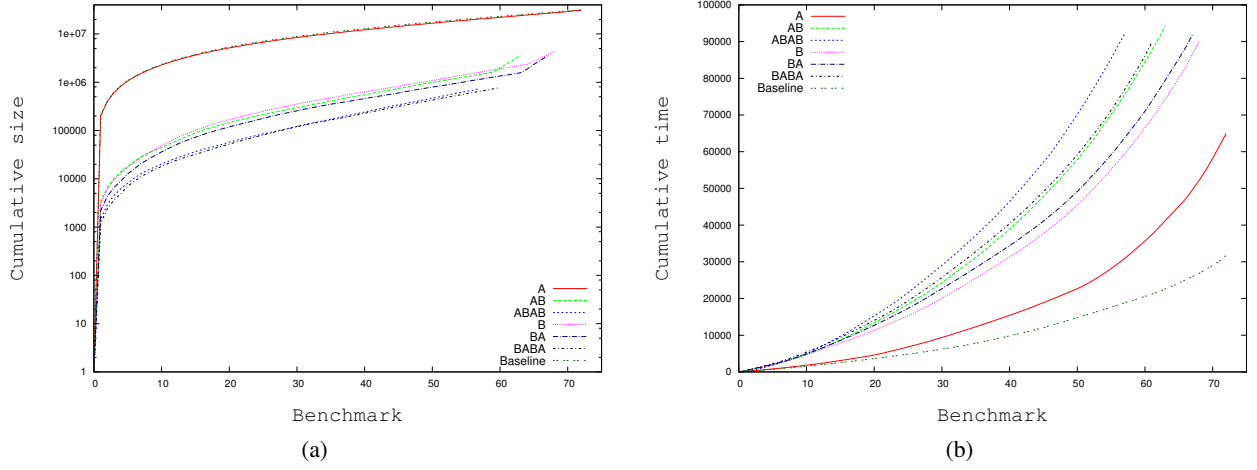 Cumulative size
1e+07
1e+06
100000
10000
1000
100
10
1
A
AB
ABAB
B
BA
BABA
Baseline
0 10 20 30 40 50 60 70
Benchmark
(a)
Cumulative time
100000
90000
80000
70000
60000
50000
40000
30000
20000
10000
0
A
AB
ABAB
B
BA
BABA
Baseline
0 10 20 30 40 50 60 70
Benchmark
(b)